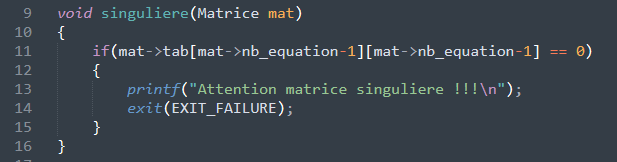 9 void singuliere(Matrice mat)
10 {
11 if(mat->tab[mat->nb_equation-1][mat->nb_equation-1] == 0)
12 {
13 printf("Attention matrice singuliere !!!\n");
14 exit(EXIT_FAILURE);
15 }
16 }